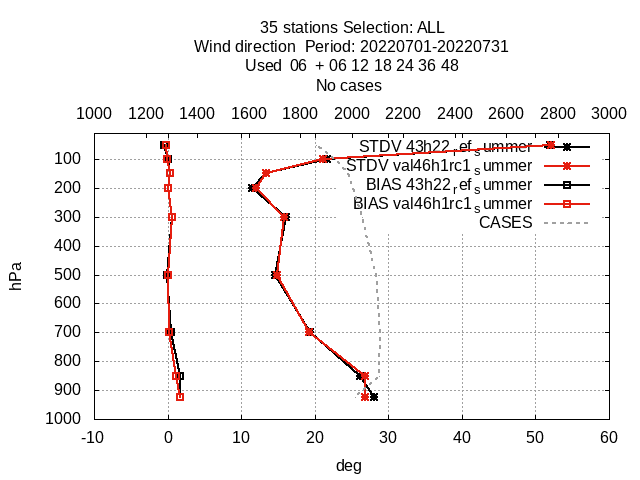 35 stations Selection: ALL
Wind direction  Period: 20220701-20220731
Used  06  + 06 12 18 24 36 48
No cases
1000 1200 1400 1600 1800 2000 2200 2400 2600 2800 3000
STDV 43h22_ref_summer
STDV val46h1rc1_summer
BIAS 43h22_ref_summer
BIAS val46h1rc1_summer
CASES
100
200
300
400
500
600
700
800
900
1000
hPa
-10 0 10 20 30 40 50 60
deg